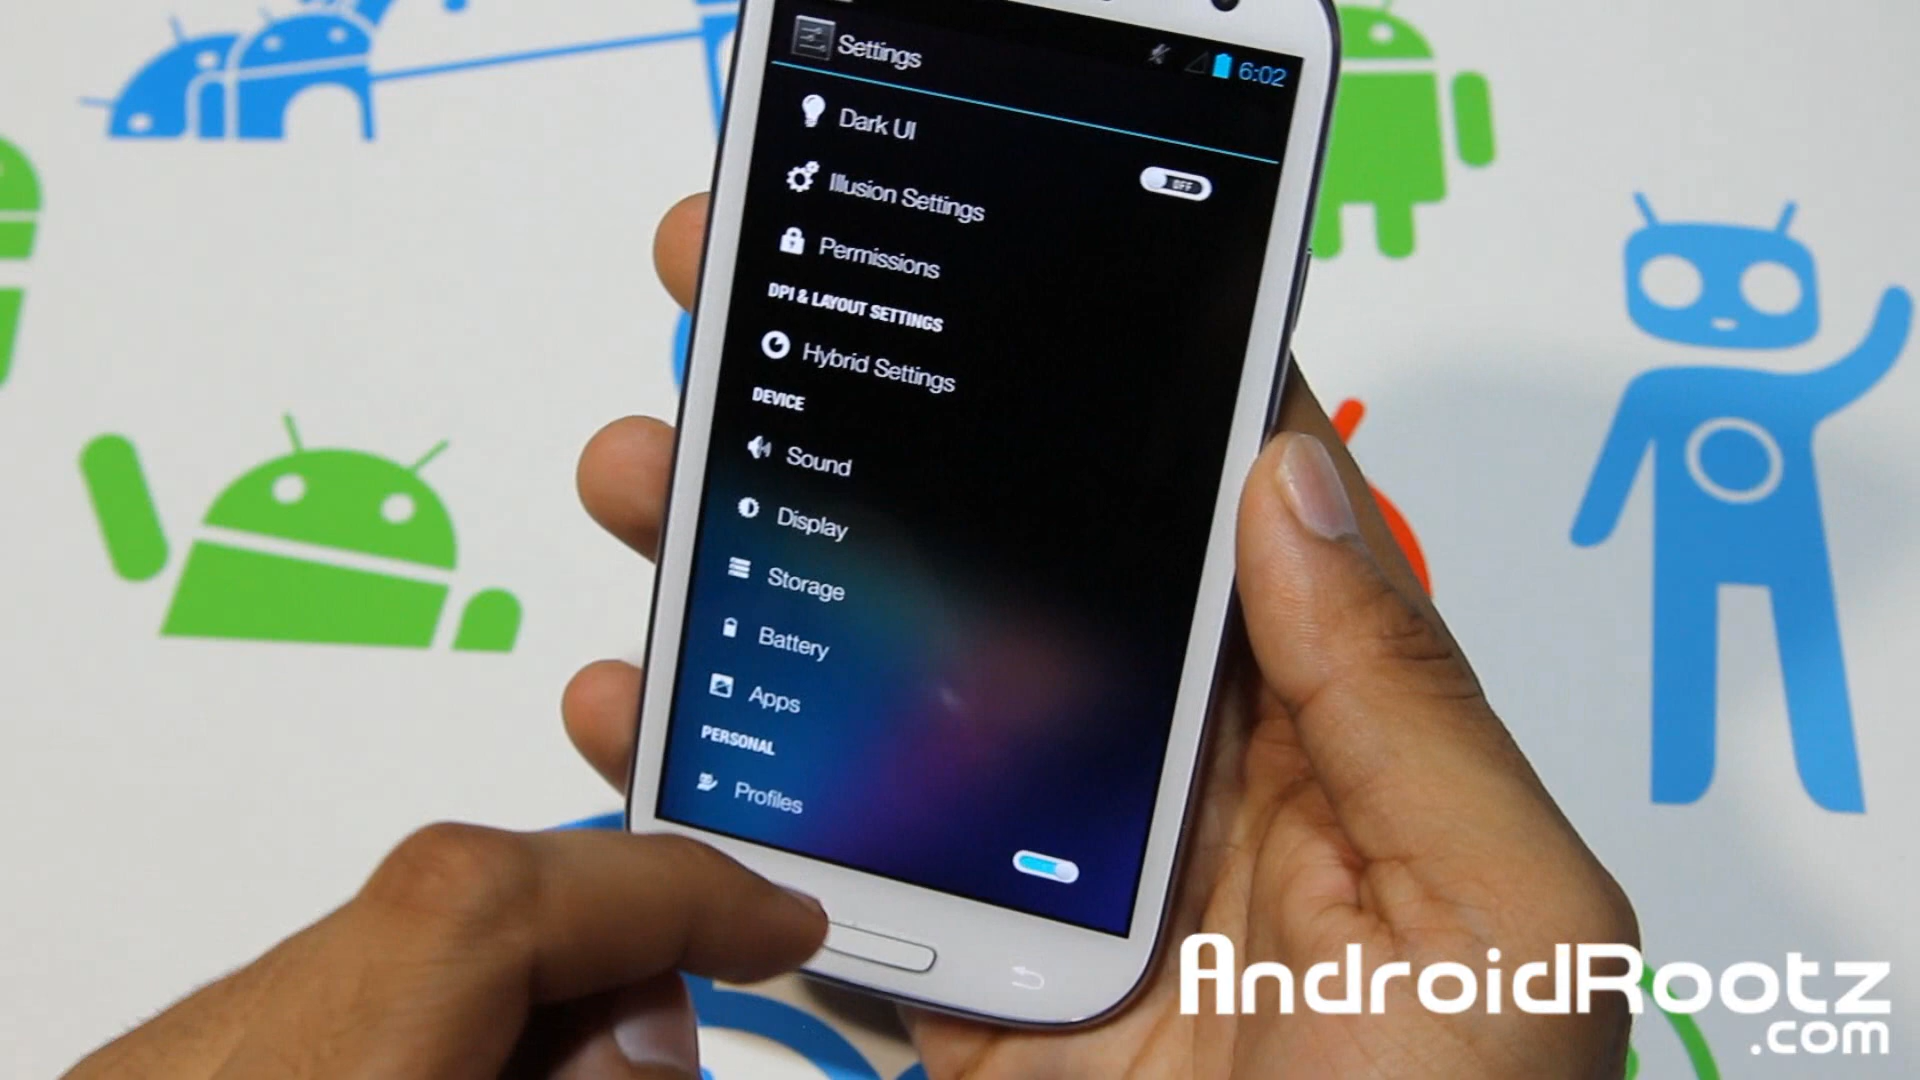 Settings
6:02
Dark UI
OFF
Illusion Settings
Permissions
DPI & LAYOUT SETTINGS
Hybrid Settings
DEVICE
Sound
Display
Storage
Battery
Apps
PERSONAL
Profiles
AndroidRootz
.com